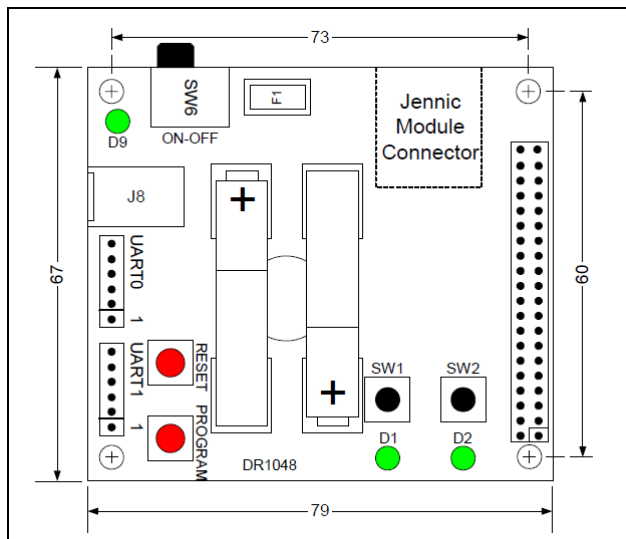 73
SW6
F1
Jennic
Module
Connector
D9
ON-OFF
J8
+
UART0
1
67
60
RESET
SW1
SW2
UART1
1
+
PROGRAM
D1
D2
DR1048
79